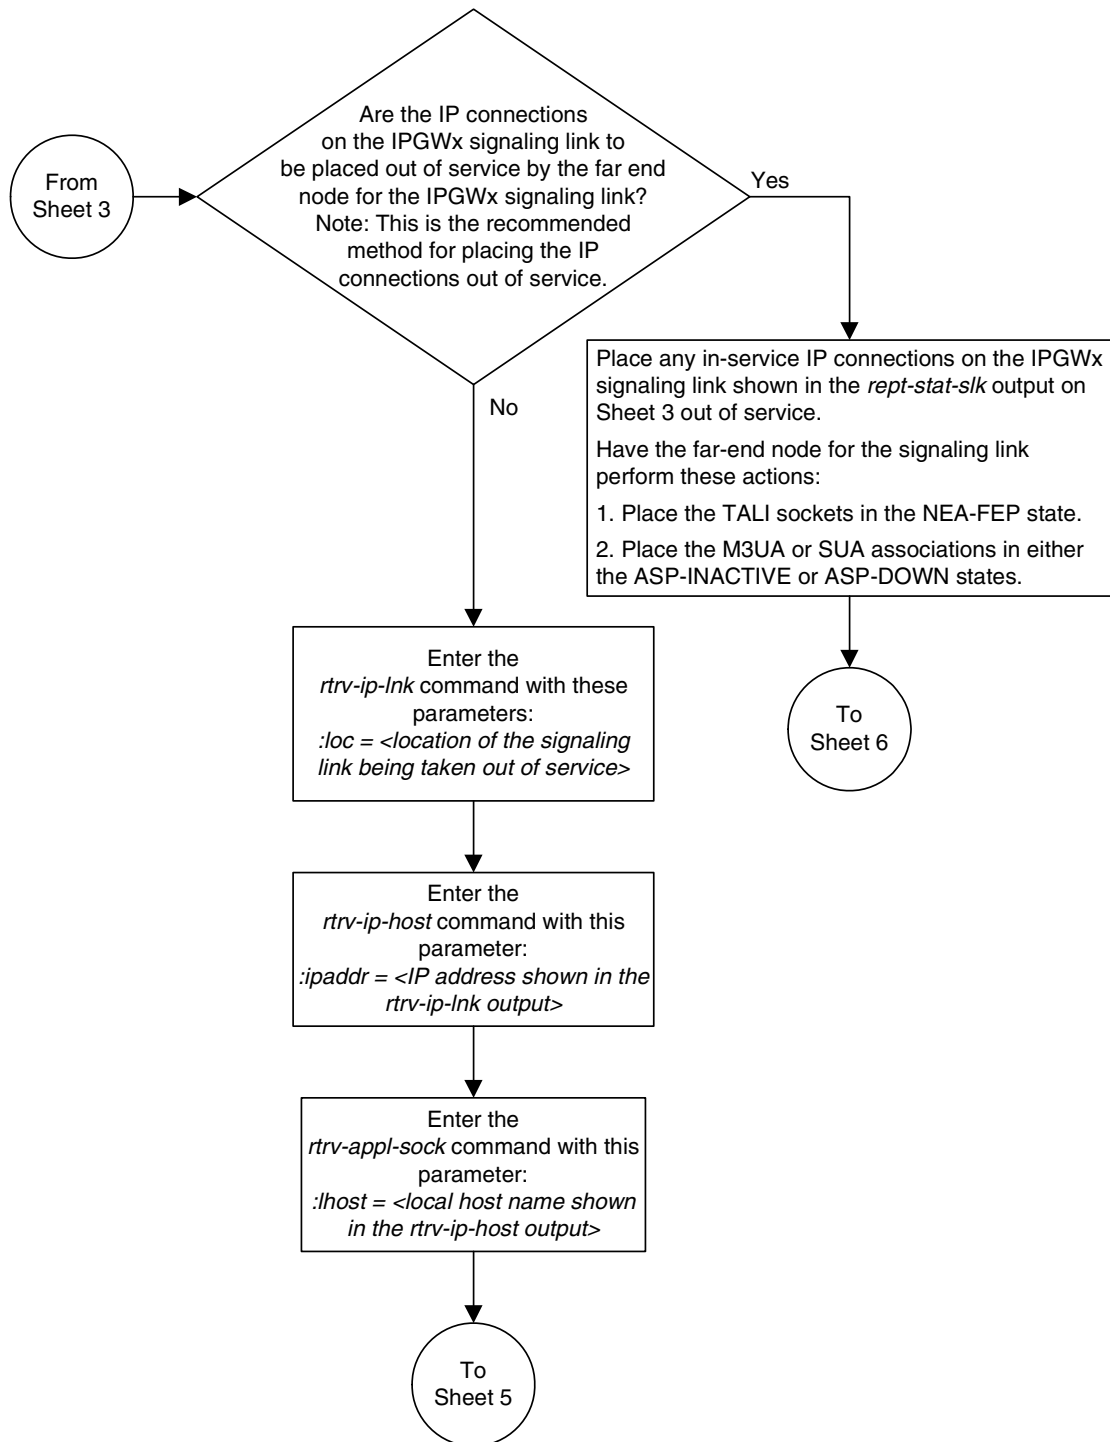 From
Sheet 3
Are the IP connections
on the IPGWx signaling link to
be placed out of service by the far end
node for the IPGWx signaling link?
Note: This is the recommended
method for placing the IP
connections out of service.
Yes
No
Place any in-service IP connections on the IPGWx
signaling link shown in the rept-stat-slk output on
Sheet 3 out of service.
Have the far-end node for the signaling link
perform these actions:
1. Place the TALI sockets in the NEA-FEP state.
2. Place the M3UA or SUA associations in either
the ASP-INACTIVE or ASP-DOWN states.
To
Sheet 6
Enter the
rtrv-ip-lnk command with these
parameters:
:loc = <location of the signaling
link being taken out of service>
Enter the
rtrv-ip-host command with this
parameter:
:ipaddr = <IP address shown in the
rtrv-ip-lnk output>
Enter the
rtrv-appl-sock command with this
parameter:
:lhost = <local host name shown
in the rtrv-ip-host output>
To
Sheet 5